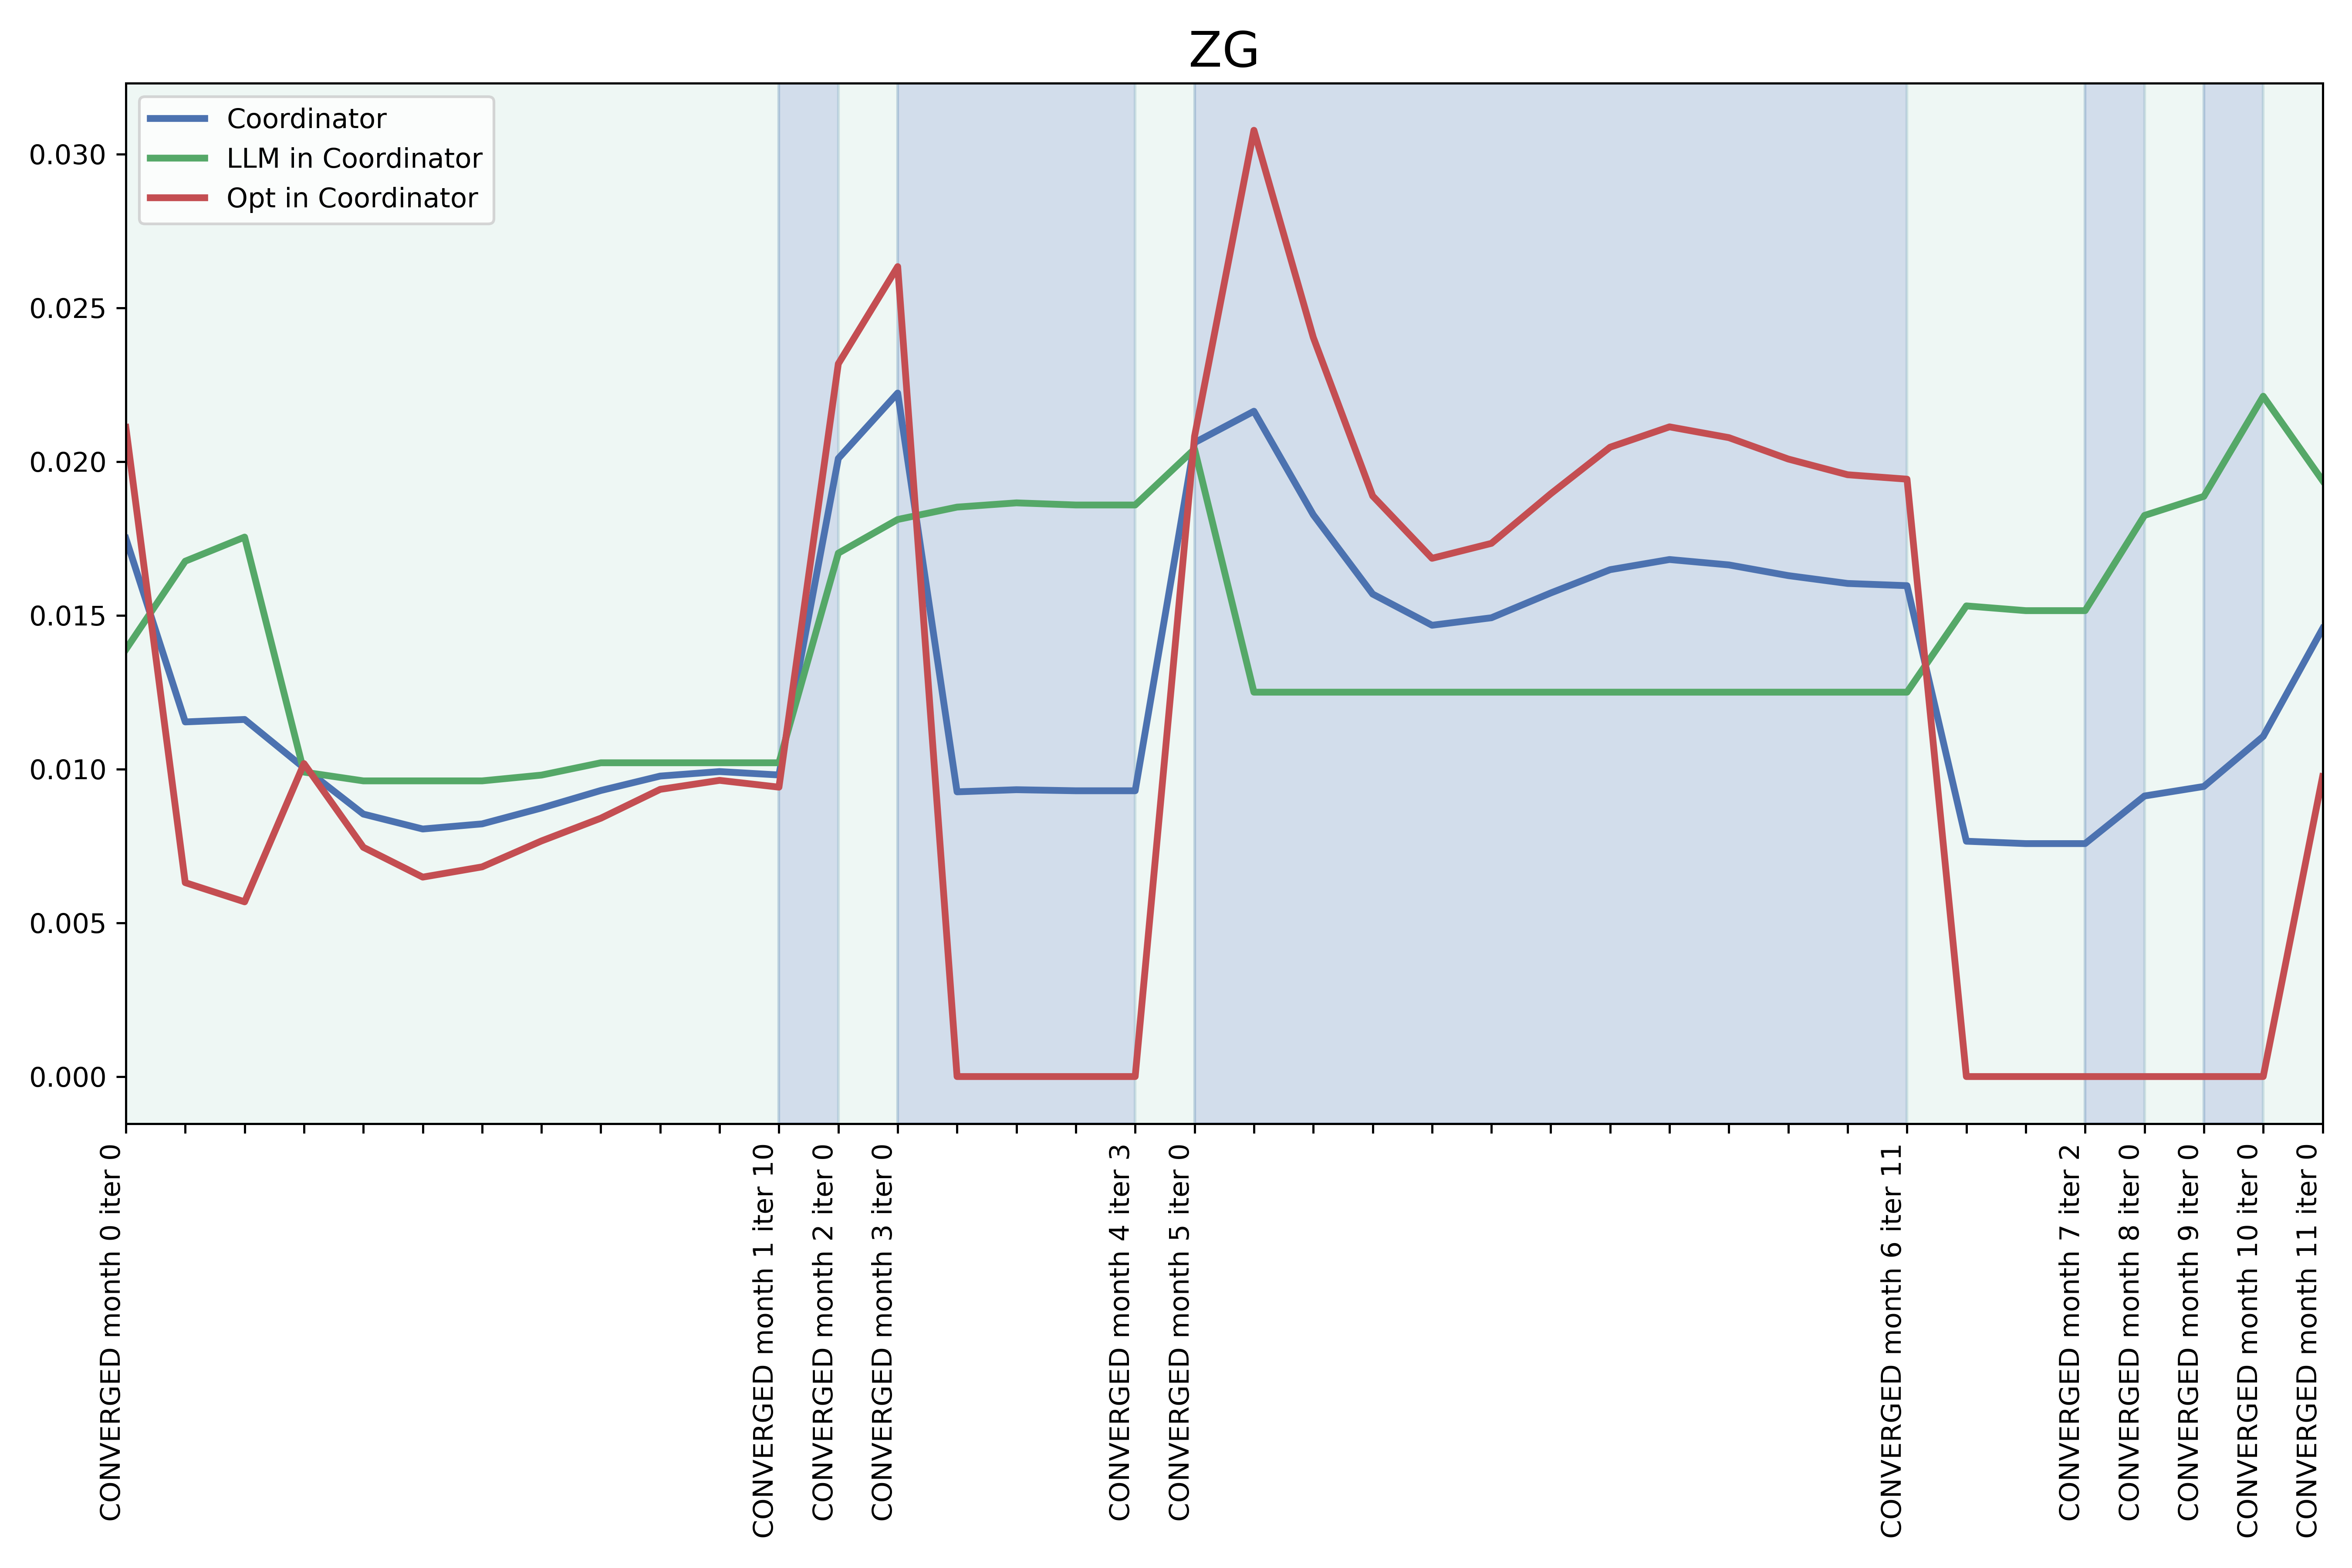 ZG
Coordinator
LLM in Coordinator
Opt in Coordinator
0.030
0.025
0.020
0.015
0.010
0.005
0.000
CONVERGED month 0 iter 0
CONVERGED month 1 iter 10
CONVERGED month 2 iter 0
CONVERGED month 3 iter 0
CONVERGED month 4 iter 3
CONVERGED month 5 iter 0
CONVERGED month 6 iter 11
CONVERGED month 7 iter 2
CONVERGED month 8 iter 0
CONVERGED month 9 iter 0
CONVERGED month 10 iter 0
CONVERGED month 11 iter 0